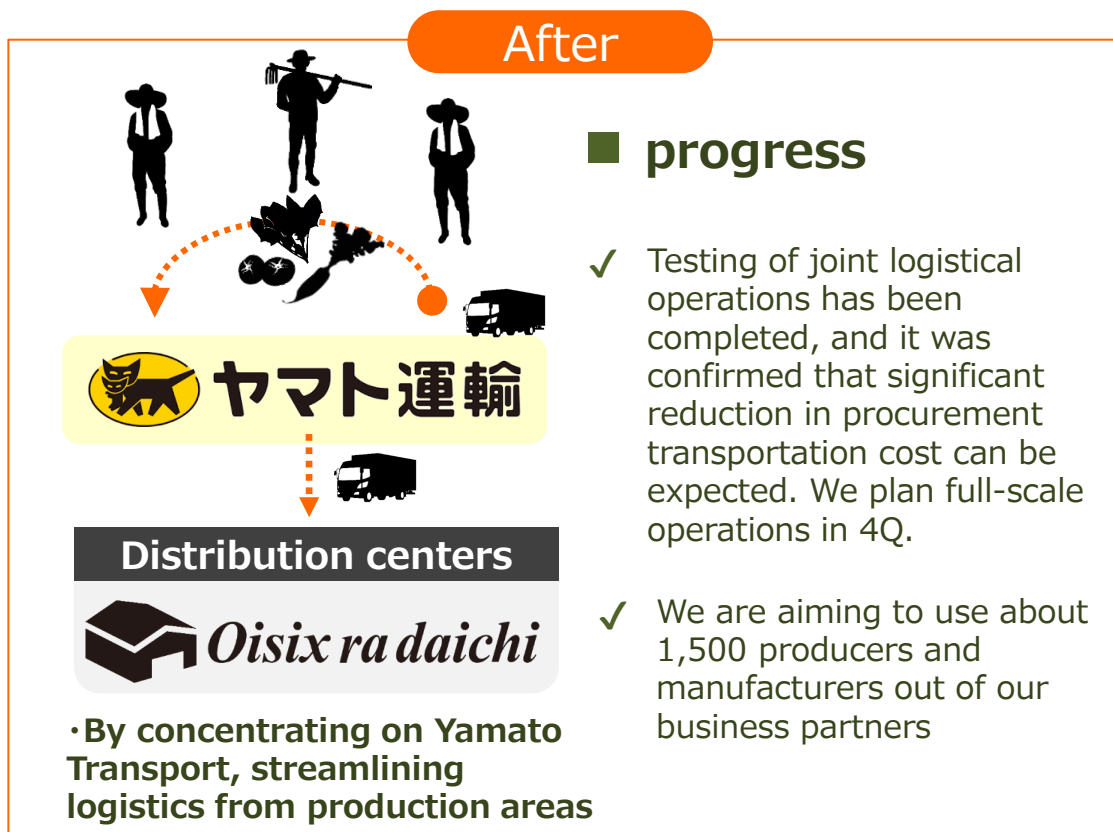 After
ヤマト運輸
Distribution centers
Oisix ra daichi
・By concentrating on Yamato
Transport, streamlining
logistics from production areas
■ progress
✓ Testing of joint logistical
operations has been
completed, and it was
confirmed that significant
reduction in procurement
transportation cost can be
expected. We plan full-scale
operations in 4Q.
✓ We are aiming to use about
1,500 producers and
manufacturers out of our
business partners